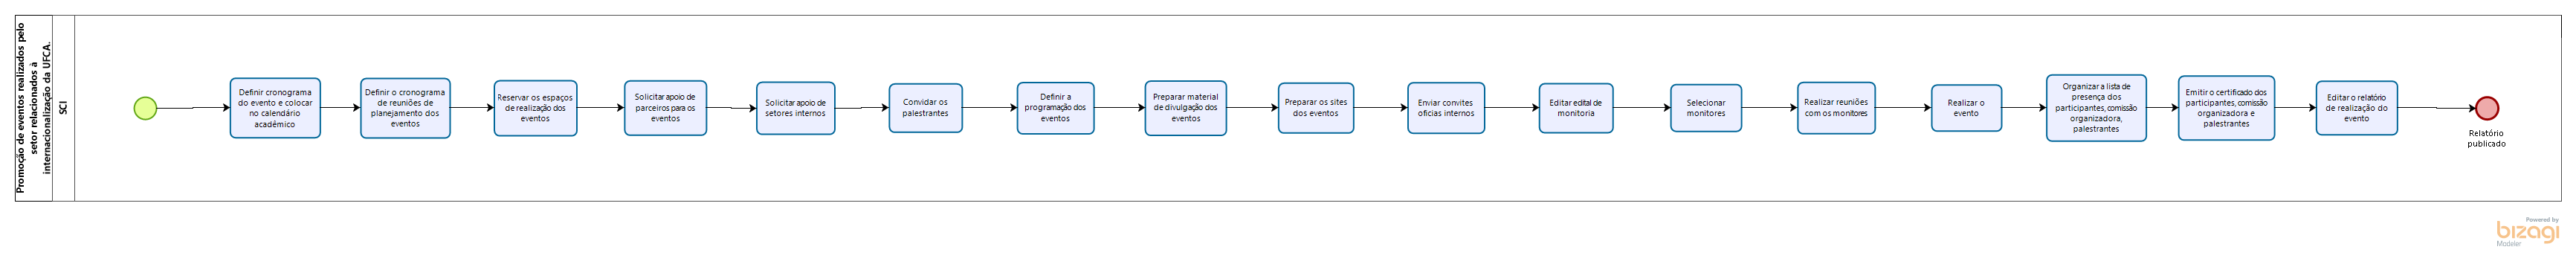 Promoção de eventos realizados pelo
setor relacionados à
internacionalização da UFCA.
SCI
Definir cronograma
do evento e colocar
no calendário
acadêmico
Definir o cronograma
de reuniões de
planejamento dos
eventos
Reservar os espaços
de realização dos
eventos
Solicitar apoio de
parceiros para os
eventos
Solicitar apoio de
setores internos
Convidar os
palestrantes
Definir a
programação dos
eventos
Preparar material
de divulgação dos
eventos
Preparar os sites
dos eventos
Enviar convites
oficias internos
Editar edital de
monitoria
Selecionar
monitores
Realizar reuniões
com os monitores
Realizar o
evento
Organizar a lista de
presença dos
participantes, comissão
organizadora,
palestrantes
Emitir o certificado dos
participantes, comissão
organizadora e
palestrantes
Editar o relatório
de realização do
evento
Relatório
publicado
Powered by
bizagi
Modeler